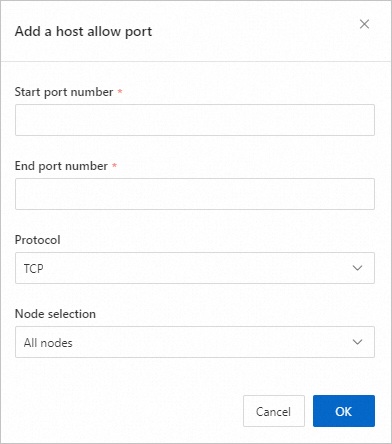 Add a host allow port
Start port number *
End port number *
Protocol
TCP
Node selection
All nodes
Cancel
OK